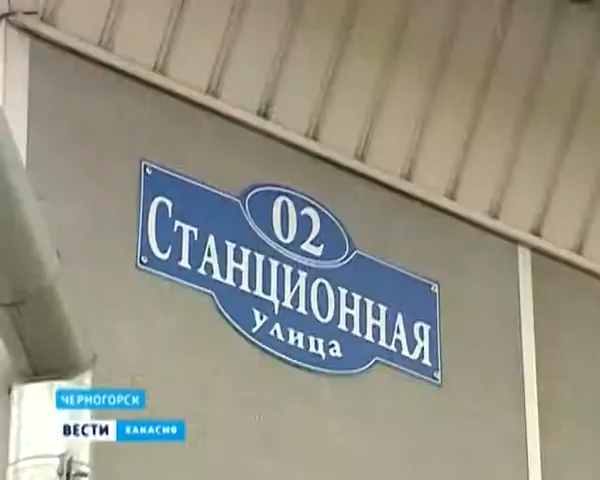 02
СТАНЦИОННАЯ
улица
ЧЕРНОГОРСК
ВЕСТИ ХАКАСИЯ